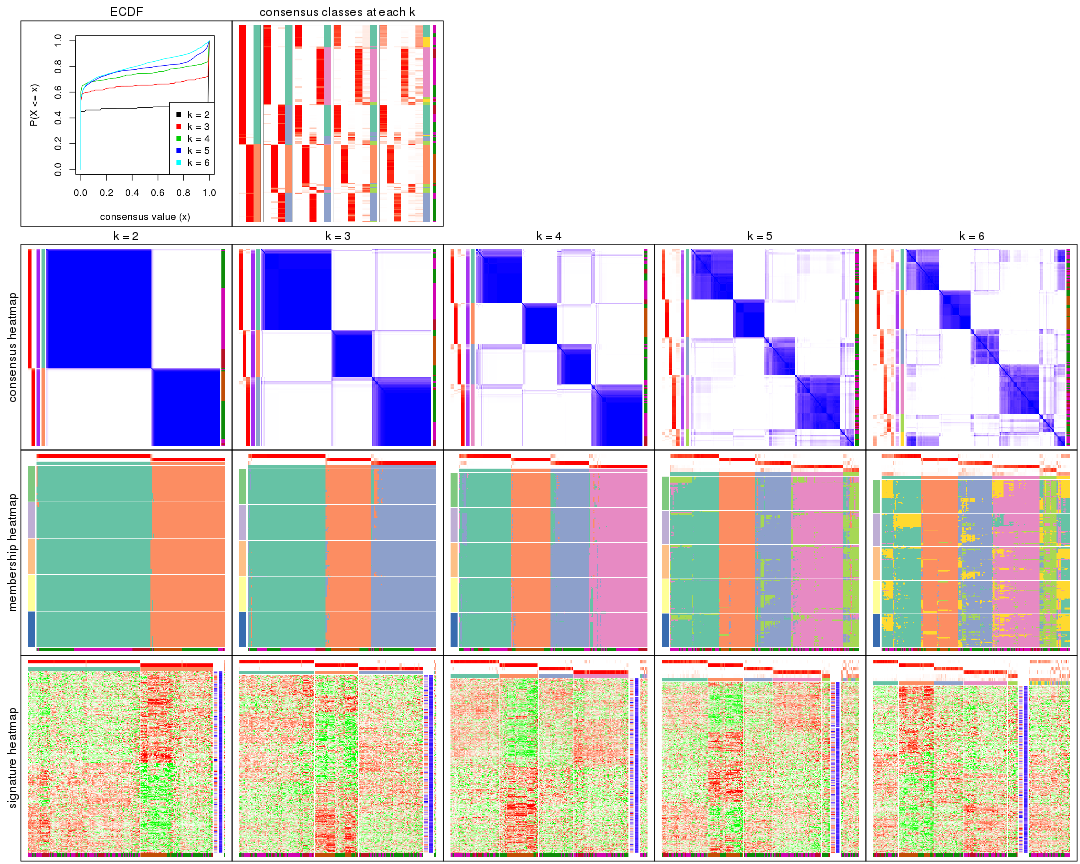 ECDF
consensus classes at each k
P(X <= x)
0.0 0.2 0.4 0.6 0.8 1.0
k = 2
k = 3
k = 4
k = 5
k = 6
0.0 0.2 0.4 0.6 0.8 1.0
consensus value (x)
k = 2 k = 3 k = 4 k = 5 k = 6
consensus heatmap
membership heatmap
signature heatmap